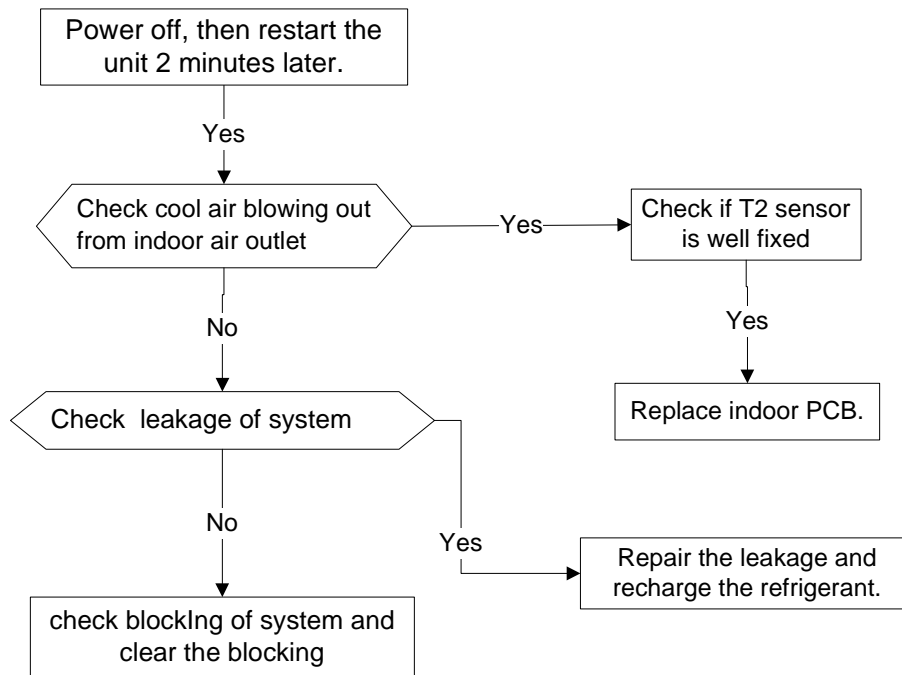 Power off, then restart the
unit 2 minutes later.
Yes
Check cool air blowing out
from indoor air outlet
Yes
Check if T2 sensor
is well fixed
No
Yes
Check leakage of system
Replace indoor PCB.
No
Yes
Repair the leakage and
recharge the refrigerant.
check blockIng of system and
clear the blocking